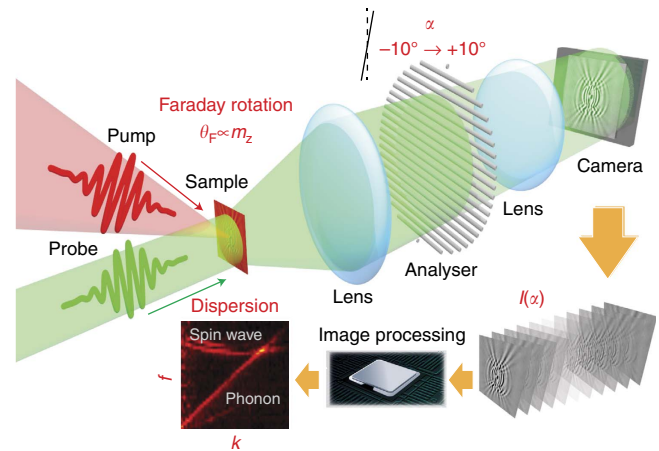 α
−10° → +10°
Faraday rotation
θF∝mz
Pump
Sample
Camera
Lens
Probe
Analyser
Lens
Dispersion
I(α)
Image processing
Spin wave
f
Phonon
k